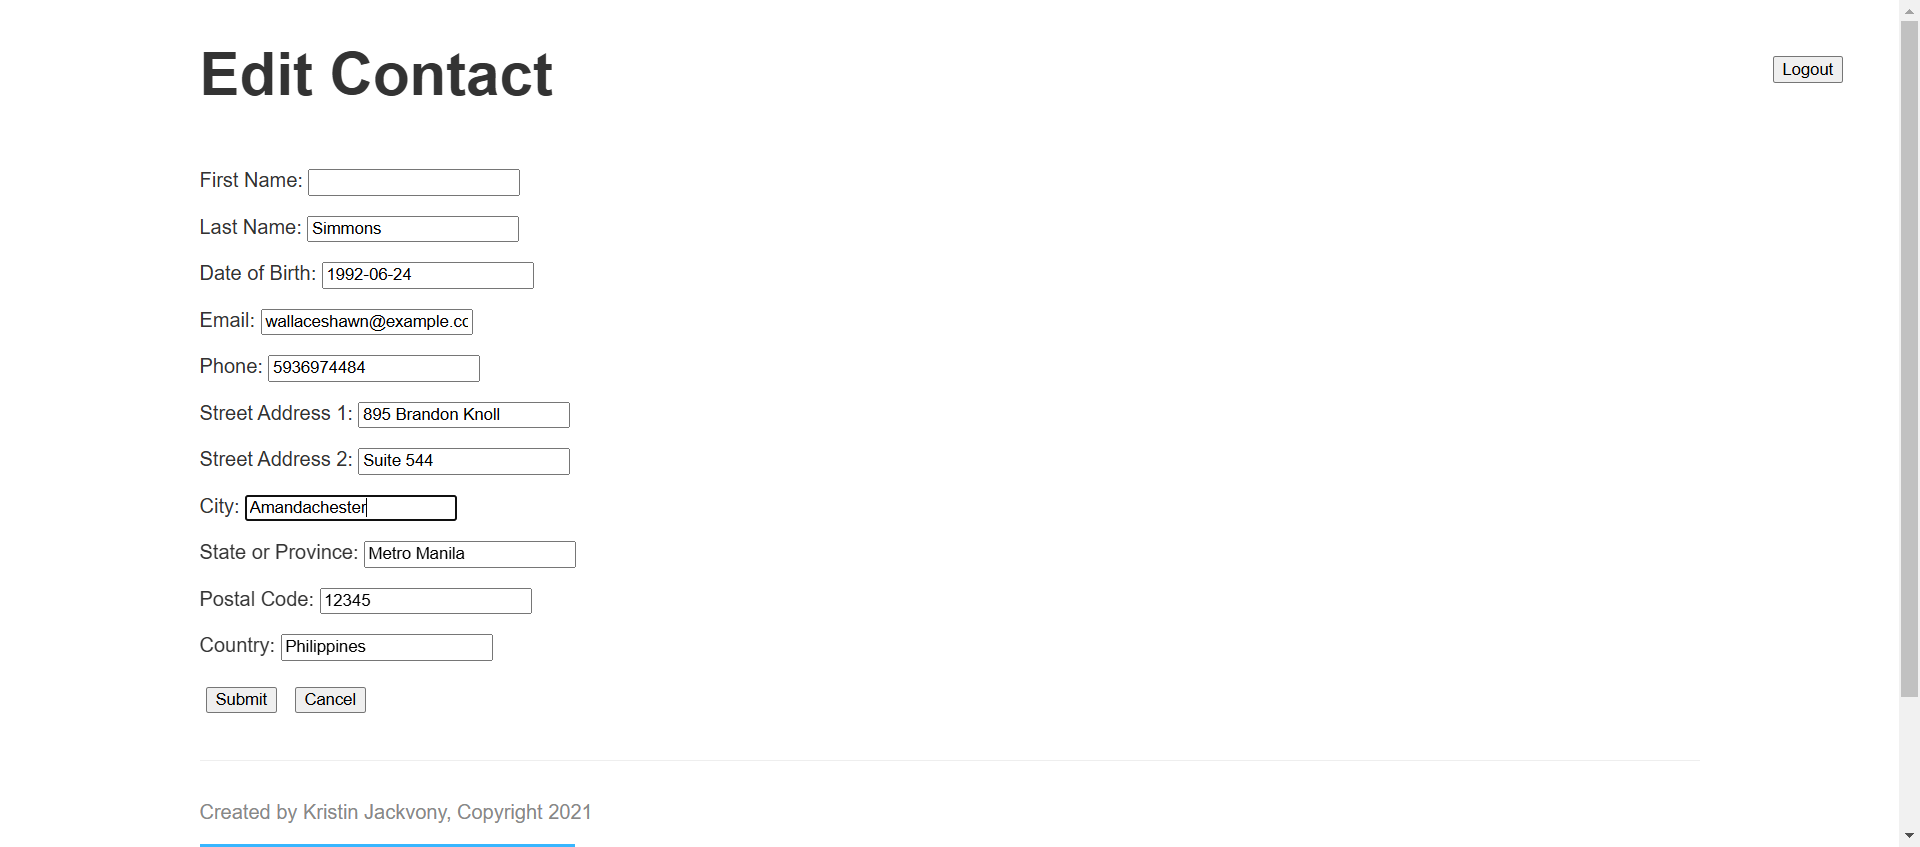 Edit Contact
Logout
First Name:
Last Name: Simmons
Date of Birth: 1992-06-24
Email: wallaceshawn@example.cc
Phone: 5936974484
Street Address 1: 895 Brandon Knoll
Street Address 2: Suite 544
City: Amandachester
State or Province: Metro Manila
Postal Code: 12345
Country: Philippines
Submit Cancel
Created by Kristin Jackvony, Copyright 2021